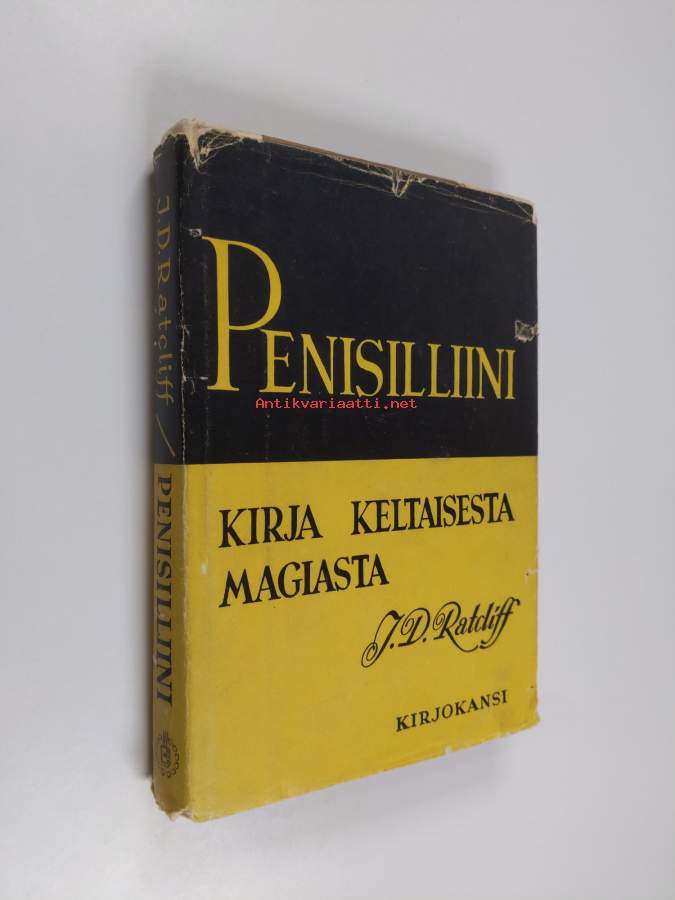 J.D.Ratcliff / PENISILLIINI
PENISILLIINI
Antikvariaatti.net
KIRJA KELTAISESTA
MAGIASTA
J.D. Ratcliff
KIRJOKANSI